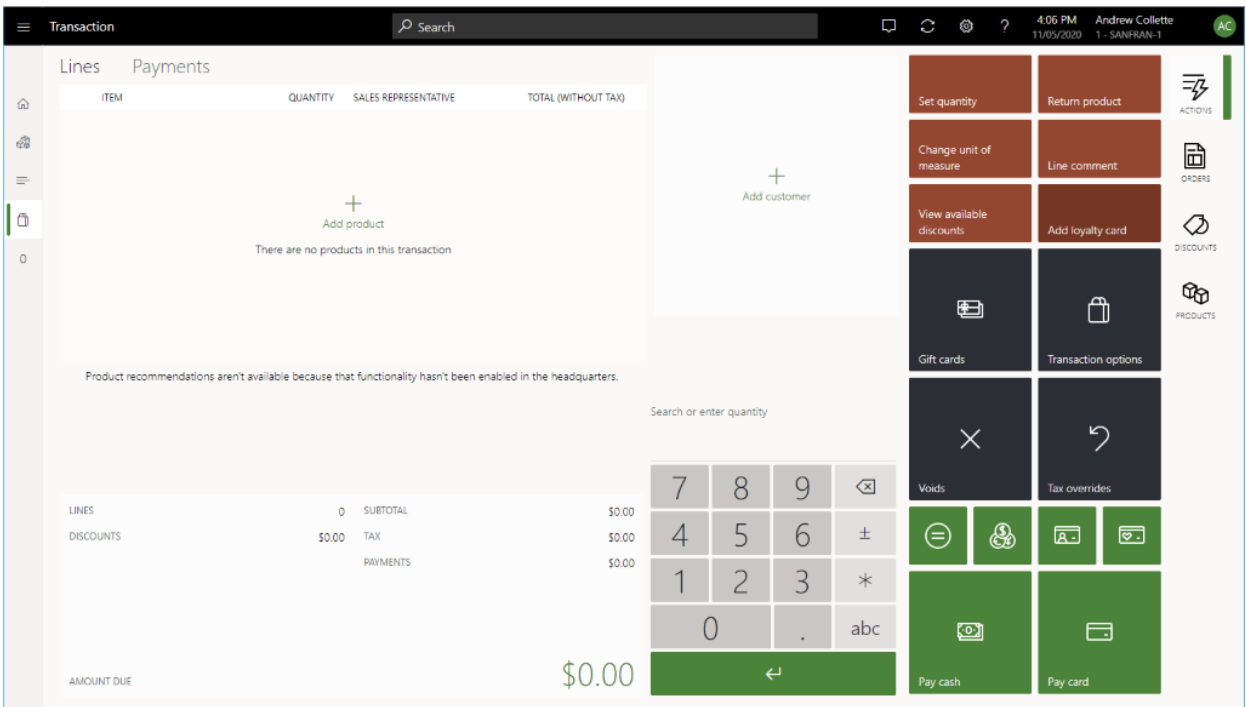 Transaction
Search
4:06 PM
11/05/2020
Andrew Collette
1 - SANFRAN-1
AC
Lines
Payments
ITEM
QUANTITY
SALES REPRESENTATIVE
TOTAL (WITHOUT TAX)
Add product
There are no products in this transaction
Add customer
Product recommendations aren't available because that functionality hasn't been enabled in the headquarters.
0
LINES 0
DISCOUNTS $0.00
SUBTOTAL $0.00
TAX $0.00
PAYMENTS $0.00
AMOUNT DUE $0.00
Search or enter quantity
7 8 9
4 5 6 ±
1 2 3 *
0 . abc
Set quantity
Return product
Change unit of
measure
Line comment
View available
discounts
Add loyalty card
Gift cards
Transaction options
Voids
Tax overrides
Pay cash
Pay card
ACTIONS
ORDERS
DISCOUNTS
PRODUCTS